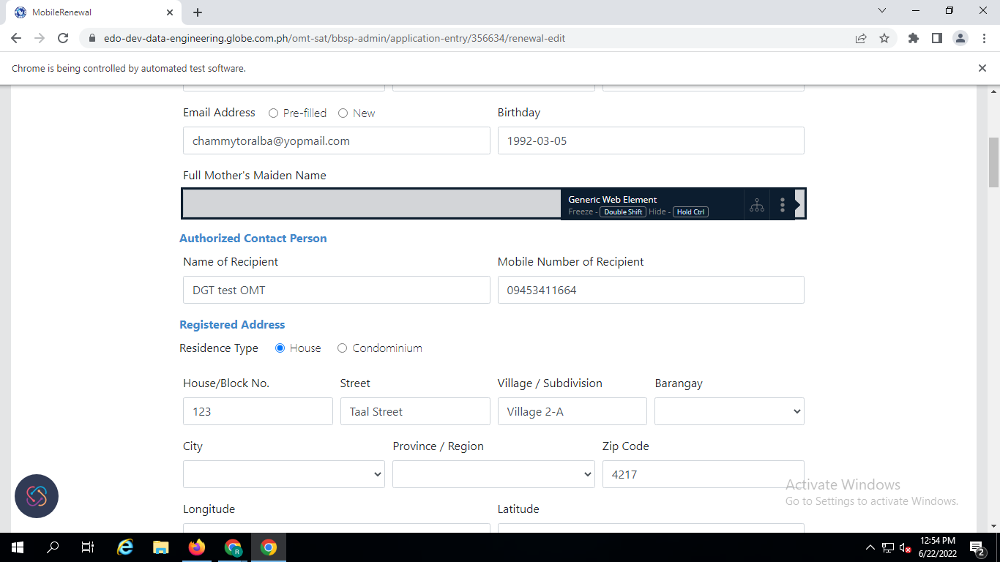 MobileRenewal
edo-dev-data-engineering.globe.com.ph/omt-sat/bbsp-admin/application-entry/356634/renewal-edit
Chrome is being controlled by automated test software.
Email Address Pre-filled New Birthday
chammytoralba@yopmail.com 1992-03-05
Full Mother's Maiden Name
Generic Web Element
Freeze - Double Shift Hide - Hold Ctrl
Authorized Contact Person
Name of Recipient Mobile Number of Recipient
DGT test OMT 09453411664
Registered Address
Residence Type House Condominium
House/Block No. Street Village / Subdivision Barangay
123 Taal Street Village 2-A
City Province / Region Zip Code
4217
Activate Windows
Go to Settings to activate Windows.
Longitude Latitude
R
12:54 PM
6/22/2022
2